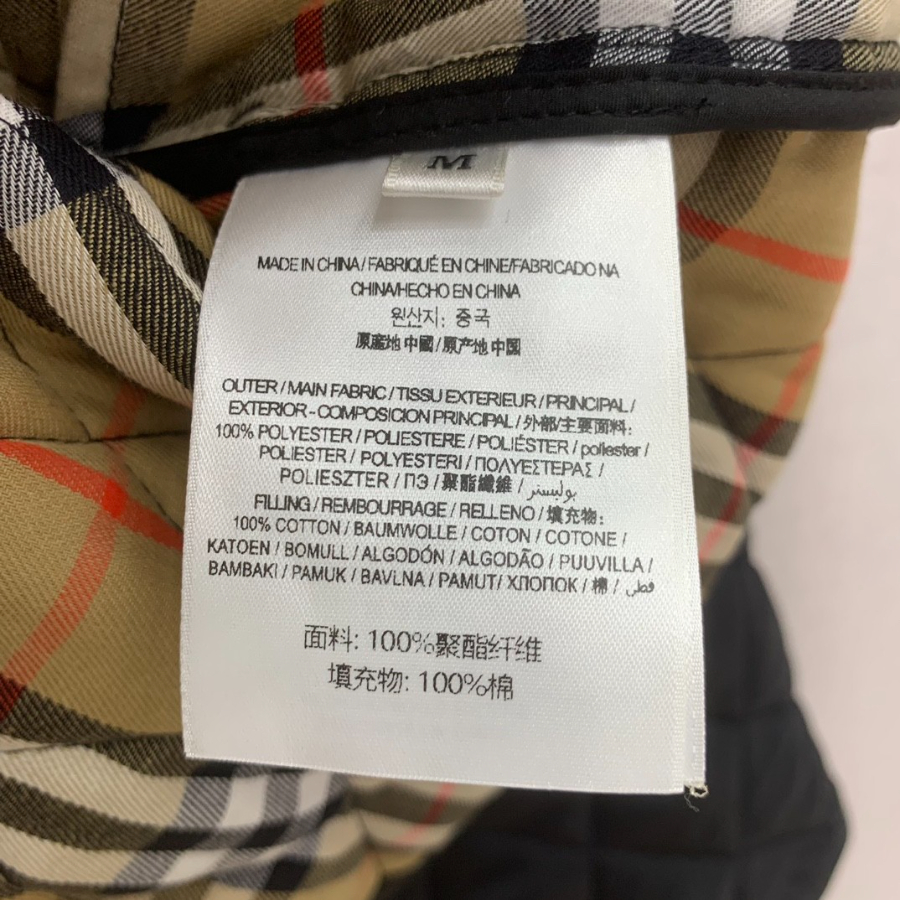 M
MADE IN CHINA / FABRIQUÉ EN CHINE/FABRICADO NA
CHINA/HECHO EN CHINA
원산지: 중국
原產地 中國 / 原产地 中国
OUTER / MAIN FABRIC / TISSU EXTERIEUR / PRINCIPAL /
EXTERIOR - COMPOSICION PRINCIPAL / 外部/主要面料:
100% POLYESTER / POLIESTERE / POLIÉSTER / poliester /
POLIESTER / POLYESTERI / ΠΟΛΥΕΣΤΕΡΑΣ /
POLIESZTER / ПЭ / 聚酯纖維 / بوليستر
FILLING / REMBOURRAGE / RELLENO / 填充物:
100% COTTON / BAUMWOLLE / COTON / COTONE /
KATOEN / BOMULL / ALGODÓN / ALGODÃO / PUUVILLA /
BAMBAKI / PAMUK / BAVLNA / PAMUT/ ХЛОПОК / 棉 / قطن
面料: 100%聚酯纤维
填充物: 100%棉